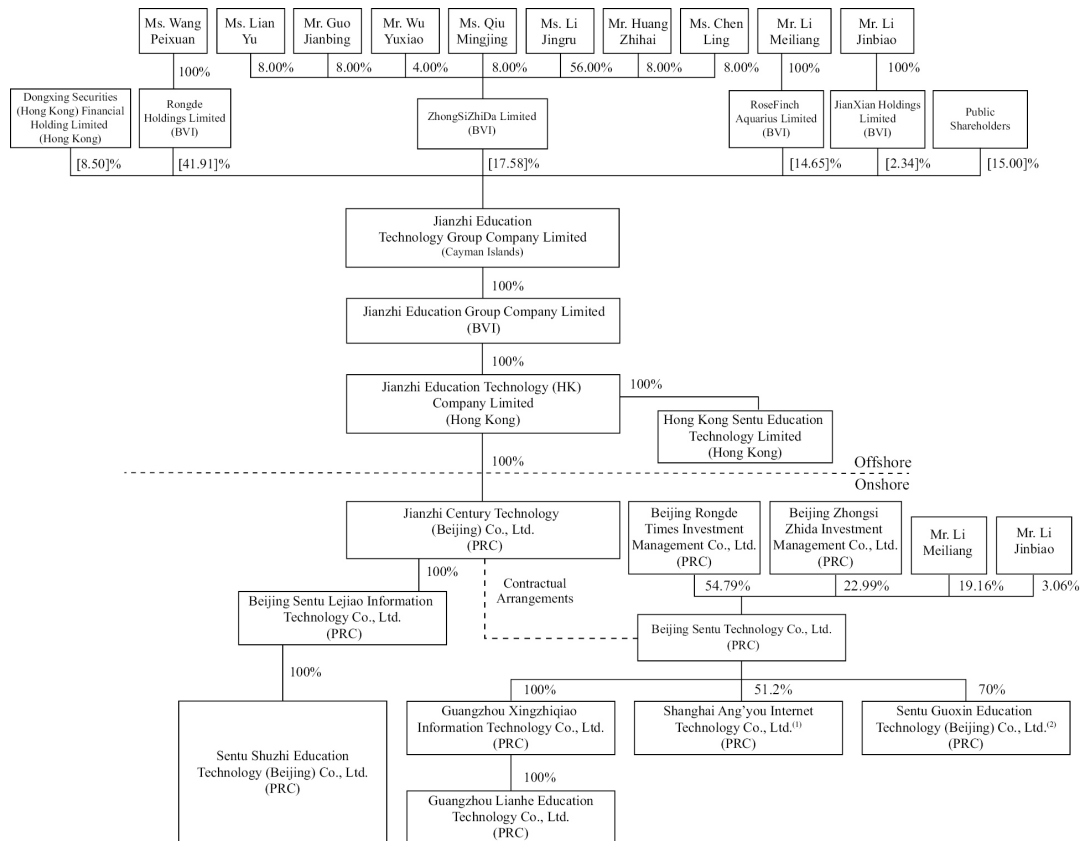 Ms. Wang
Peixuan
Ms. Lian
Yu
Mr. Guo
Jianbing
Mr. Wu
Yuxiao
Ms. Qiu
Mingjing
Ms. Li
Jingru
Mr. Huang
Zhihai
Ms. Chen
Ling
Mr. Li
Meiliang
Mr. Li
Jinbiao
100%
8.00%
8.00%
4.00%
8.00%
56.00%
8.00%
8.00%
100%
100%
Dongxing Securities
(Hong Kong) Financial
Holding Limited
(Hong Kong)
Rongde
Holdings Limited
(BVI)
ZhongSiZhiDa Limited
(BVI)
RoseFinch
Aquarius Limited
(BVI)
JianXian Holdings
Limited
(BVI)
Public
Shareholders
[8.50]%
[41.91]%
[17.58]%
[14.65]%
[2.34]%
[15.00]%
Jianzhi Education
Technology Group Company Limited
(Cayman Islands)
100%
Jianzhi Education Group Company Limited
(BVI)
100%
Jianzhi Education Technology (HK)
Company Limited
(Hong Kong)
100%
Hong Kong Sentu Education
Technology Limited
(Hong Kong)
100%
Offshore
Onshore
Jianzhi Century Technology
(Beijing) Co., Ltd.
(PRC)
Beijing Rongde
Times Investment
Management Co., Ltd.
(PRC)
Beijing Zhongsi
Zhida Investment
Management Co., Ltd.
(PRC)
Mr. Li
Meiliang
Mr. Li
Jinbiao
100%
Contractual
Arrangements
54.79%
22.99%
19.16%
3.06%
Beijing Sentu Lejiao Information
Technology Co., Ltd.
(PRC)
Beijing Sentu Technology Co., Ltd.
(PRC)
100%
100%
51.2%
70%
Sentu Shuzhi Education
Technology (Beijing) Co., Ltd.
(PRC)
Guangzhou Xingzhiqiao
Information Technology Co., Ltd.
(PRC)
Shanghai Ang’you Internet
Technology Co., Ltd.(1)
(PRC)
Sentu Guoxin Education
Technology (Beijing) Co., Ltd.(2)
(PRC)
100%
Guangzhou Lianhe Education
Technology Co., Ltd.
(PRC)